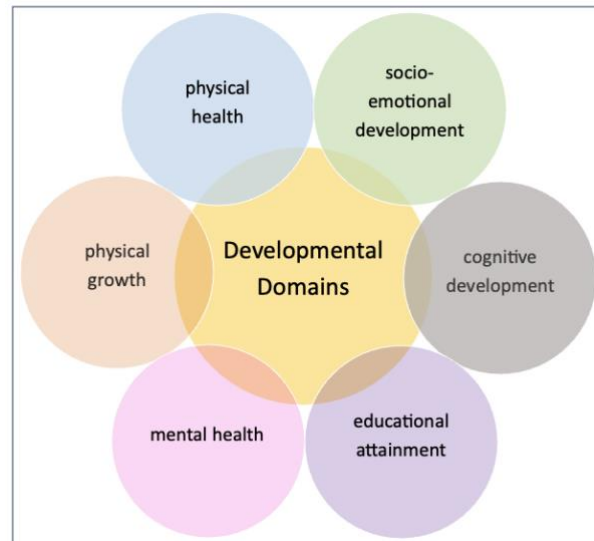 physical
health
socio-
emotional
development
physical
growth
Developmental
Domains
cognitive
development
mental health
educational
attainment